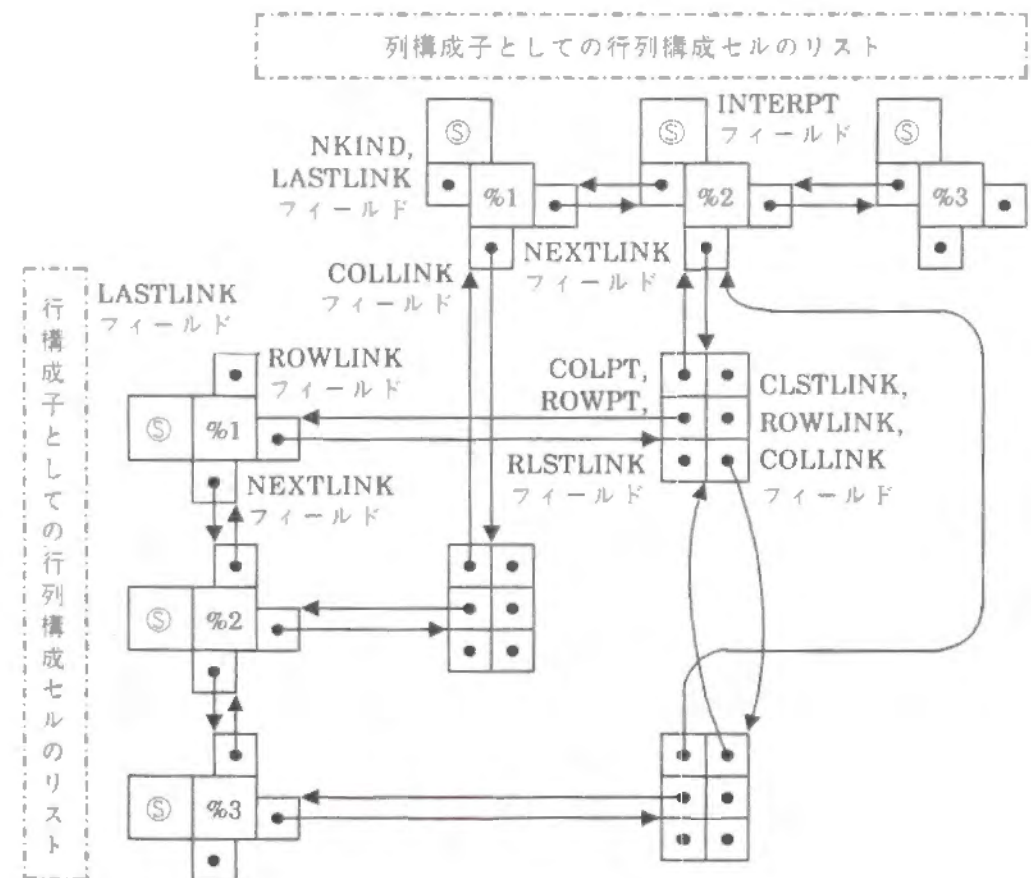 列構成子としての行列構成セルのリスト
Ⓢ
Ⓢ
INTERPT
フィールド
Ⓢ
NKIND,
LASTLINK
フィールド
%1
%2
%3
NEXTLINK
フィールド
COLLINK
フィールド
行構成子としての行列構成セルのリスト
LASTLINK
フィールド
ROWLINK
フィールド
Ⓢ
%1
COLPT,
ROWPT,
RLSTLINK
フィールド
CLSTLINK,
ROWLINK,
COLLINK
フィールド
NEXTLINK
フィールド
Ⓢ
%2
Ⓢ
%3